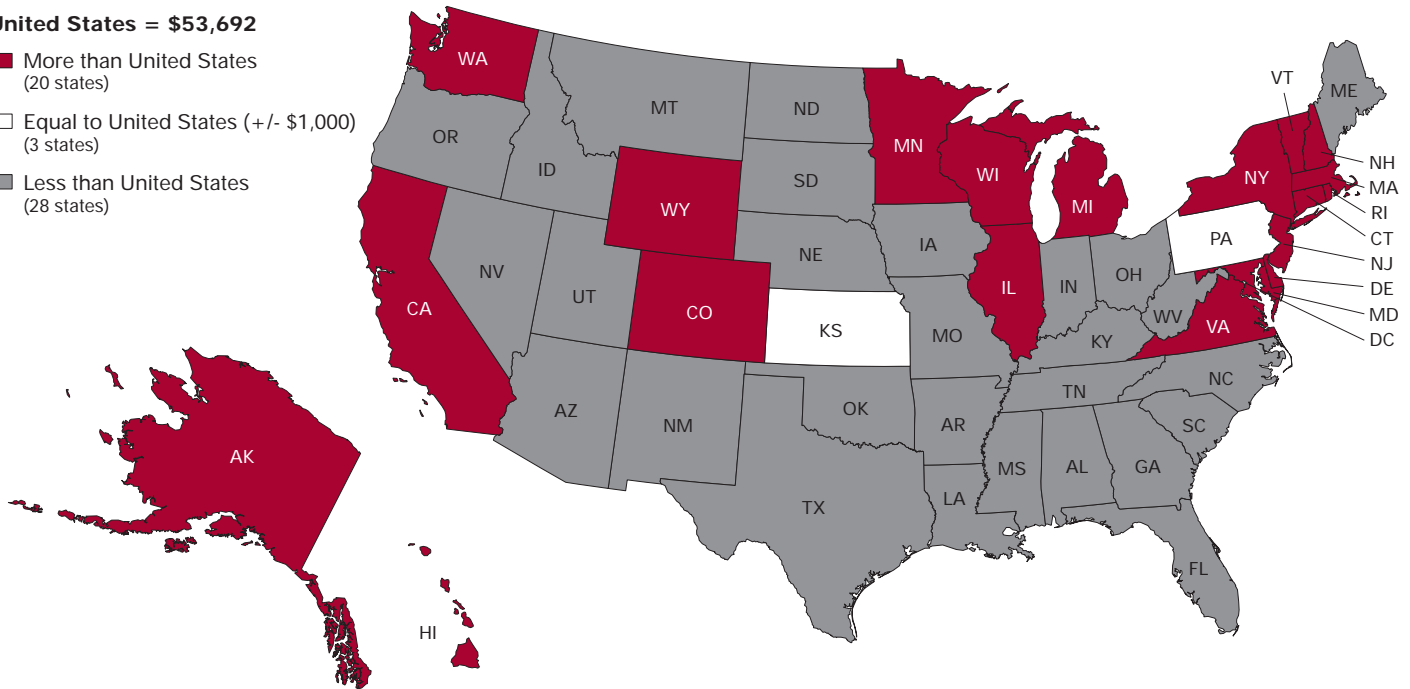 United States = $53,692
More than United States
(20 states)
Equal to United States (+/- $1,000)
(3 states)
Less than United States
(28 states)
WA
MT
ND
MN
VT
ME
OR
ID
SD
WI
MI
NY
NH
MA
RI
CT
NJ
DE
MD
DC
WY
NV
UT
CO
NE
IA
IL
IN
OH
PA
CA
KS
MO
KY
WV
VA
AZ
NM
OK
AR
TN
NC
SC
TX
LA
MS
AL
GA
FL
AK
HI